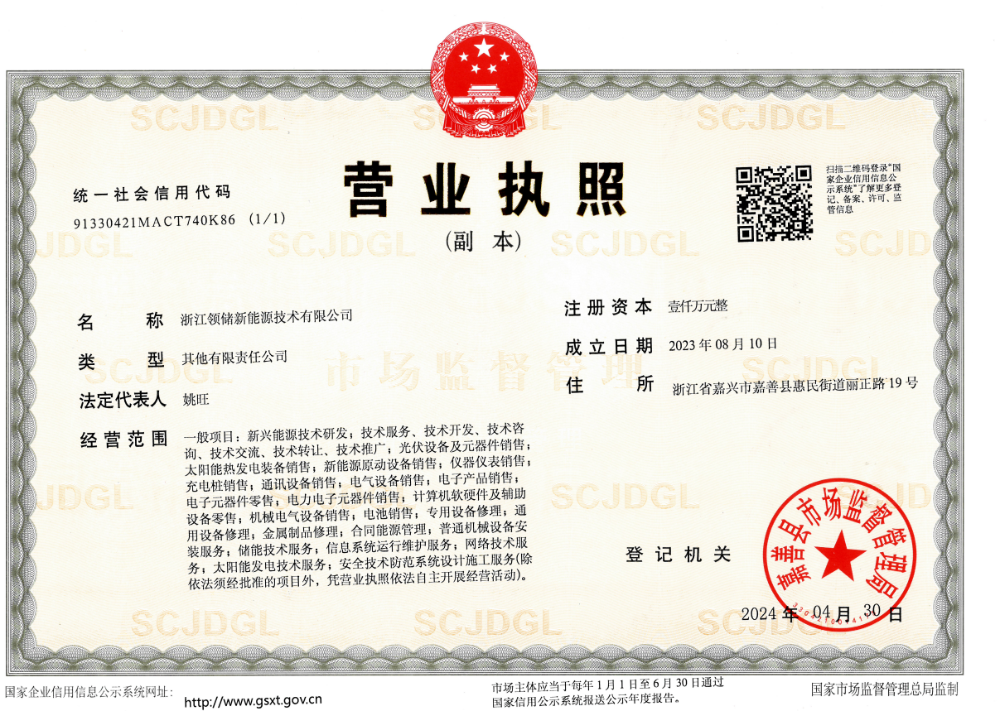 营业执照
(副 本)
统一社会信用代码
91330421MACT740K86 (1/1)
扫描二维码登录“国
家企业信用信息公
示系统”了解更多登
记、备案、许可、监
管信息
名 称 浙江领储新能源技术有限公司
类 型 其他有限责任公司
法定代表人 姚旺
经营范围 一般项目：新兴能源技术研发；技术服务、技术开发、技术咨
询、技术交流、技术转让、技术推广；光伏设备及元器件销售；
太阳能热发电装备销售；新能源原动设备销售；仪器仪表销售；
充电桩销售；通讯设备销售；电气设备销售；电子产品销售；
电子元器件零售；电力电子元器件销售；计算机软硬件及辅助
设备零售；机械电气设备销售；电池销售；专用设备修理；通
用设备修理；金属制品修理；合同能源管理；普通机械设备安
装服务；储能技术服务；信息系统运行维护服务；网络技术服
务；太阳能发电技术服务；安全技术防范系统设计施工服务(除
依法须经批准的项目外，凭营业执照依法自主开展经营活动)。
注册资本 壹仟万元整
成立日期 2023年08月10日
住 所 浙江省嘉兴市嘉善县惠民街道丽正路19号
登记机关
嘉善县市场监督管理局
2024年04月30日
SCJDGL
市场监督管理
国家企业信用信息公示系统网址：
http://www.gsxt.gov.cn
市场主体应当于每年1月1日至6月30日通过
国家信用公示系统报送公示年度报告。
国家市场监督管理总局监制